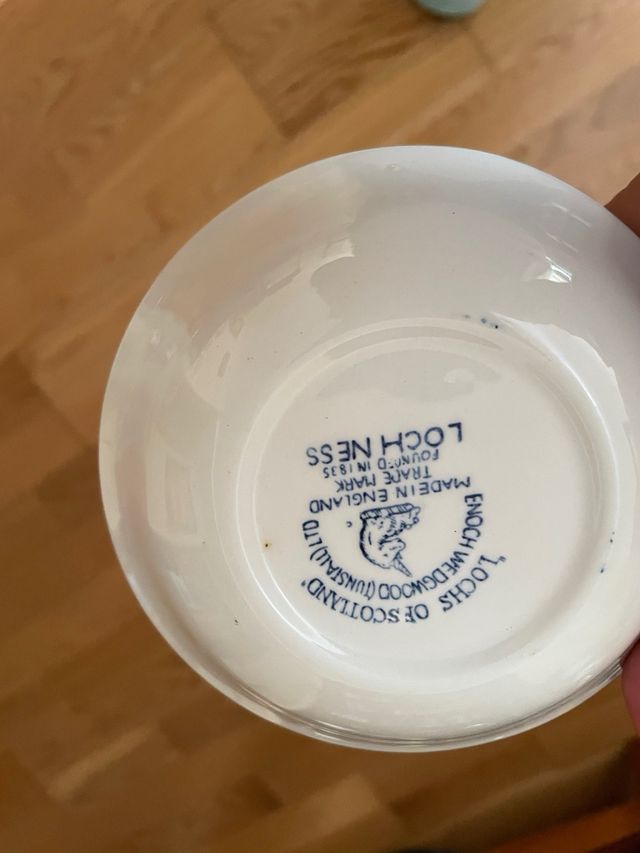 "LOCHS OF SCOTLAND"
ENOCH WEDGWOOD (TUNSTALL) LTD
MADE IN ENGLAND
TRADE MARK
FOUNDED IN 1835
LOCH NESS